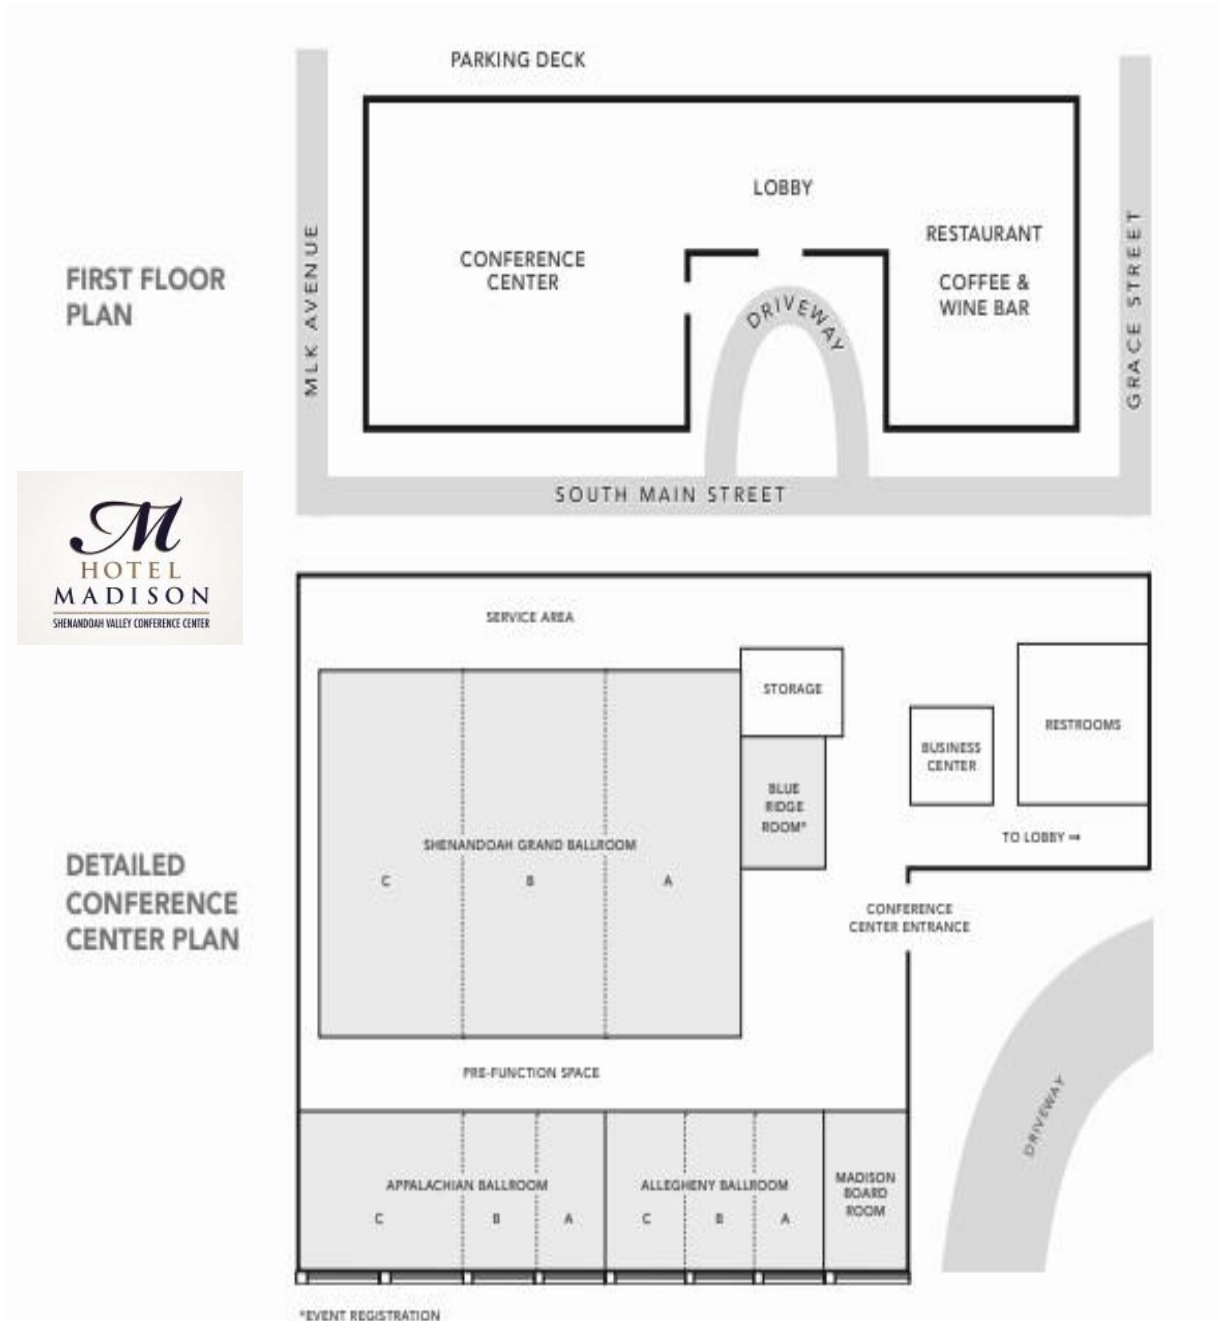 PARKING DECK
LOBBY
RESTAURANT
COFFEE &
WINE BAR
CONFERENCE
CENTER
DRIVEWAY
MLK AVENUE
GRACE STREET
FIRST FLOOR
PLAN
SOUTH MAIN STREET
M
HOTEL
MADISON
SHENANDOAH VALLEY CONFERENCE CENTER
SERVICE AREA
STORAGE
RESTROOMS
BUSINESS
CENTER
BLUE
RIDGE
ROOM*
TO LOBBY →
SHENANDOAH GRAND BALLROOM
C B A
DETAILED
CONFERENCE
CENTER PLAN
CONFERENCE
CENTER ENTRANCE
PRE-FUNCTION SPACE
DRIVEWAY
APPALACHIAN BALLROOM
C B A
ALLEGHENY BALLROOM
C B A
MADISON
BOARD
ROOM
*EVENT REGISTRATION